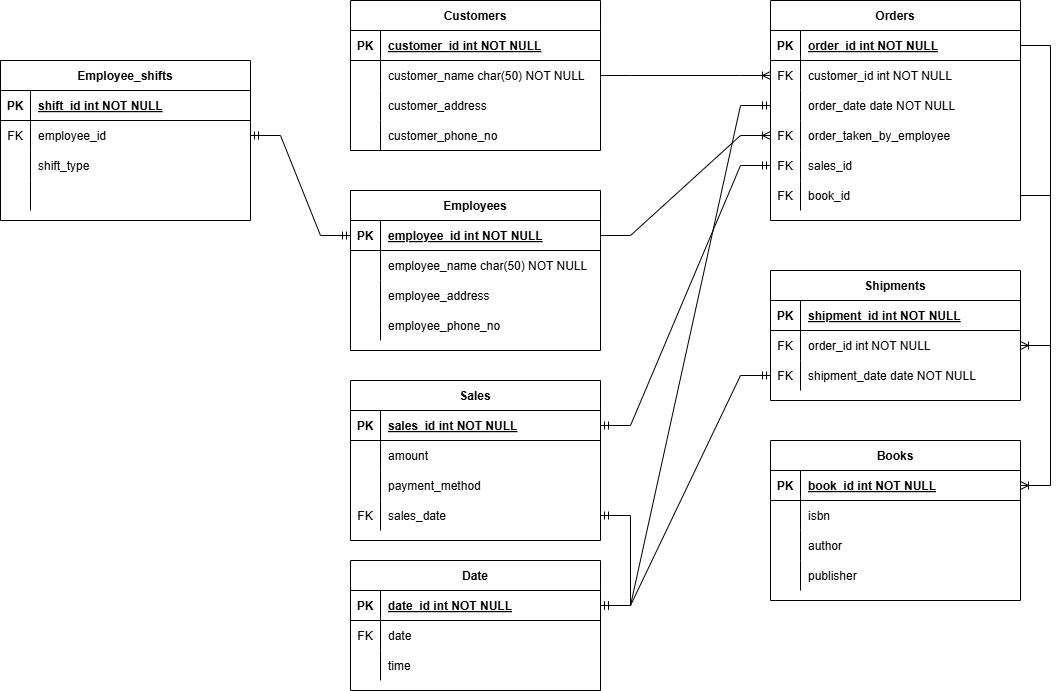 Employee_shifts
PK shift_id int NOT NULL
FK employee_id
shift_type
Customers
PK customer_id int NOT NULL
customer_name char(50) NOT NULL
customer_address
customer_phone_no
Employees
PK employee_id int NOT NULL
employee_name char(50) NOT NULL
employee_address
employee_phone_no
Sales
PK sales_id int NOT NULL
amount
payment_method
FK sales_date
Date
PK date_id int NOT NULL
FK date
time
Orders
PK order_id int NOT NULL
FK customer_id int NOT NULL
order_date date NOT NULL
FK order_taken_by_employee
FK sales_id
FK book_id
Shipments
PK shipment_id int NOT NULL
FK order_id int NOT NULL
FK shipment_date date NOT NULL
Books
PK book_id int NOT NULL
isbn
author
publisher